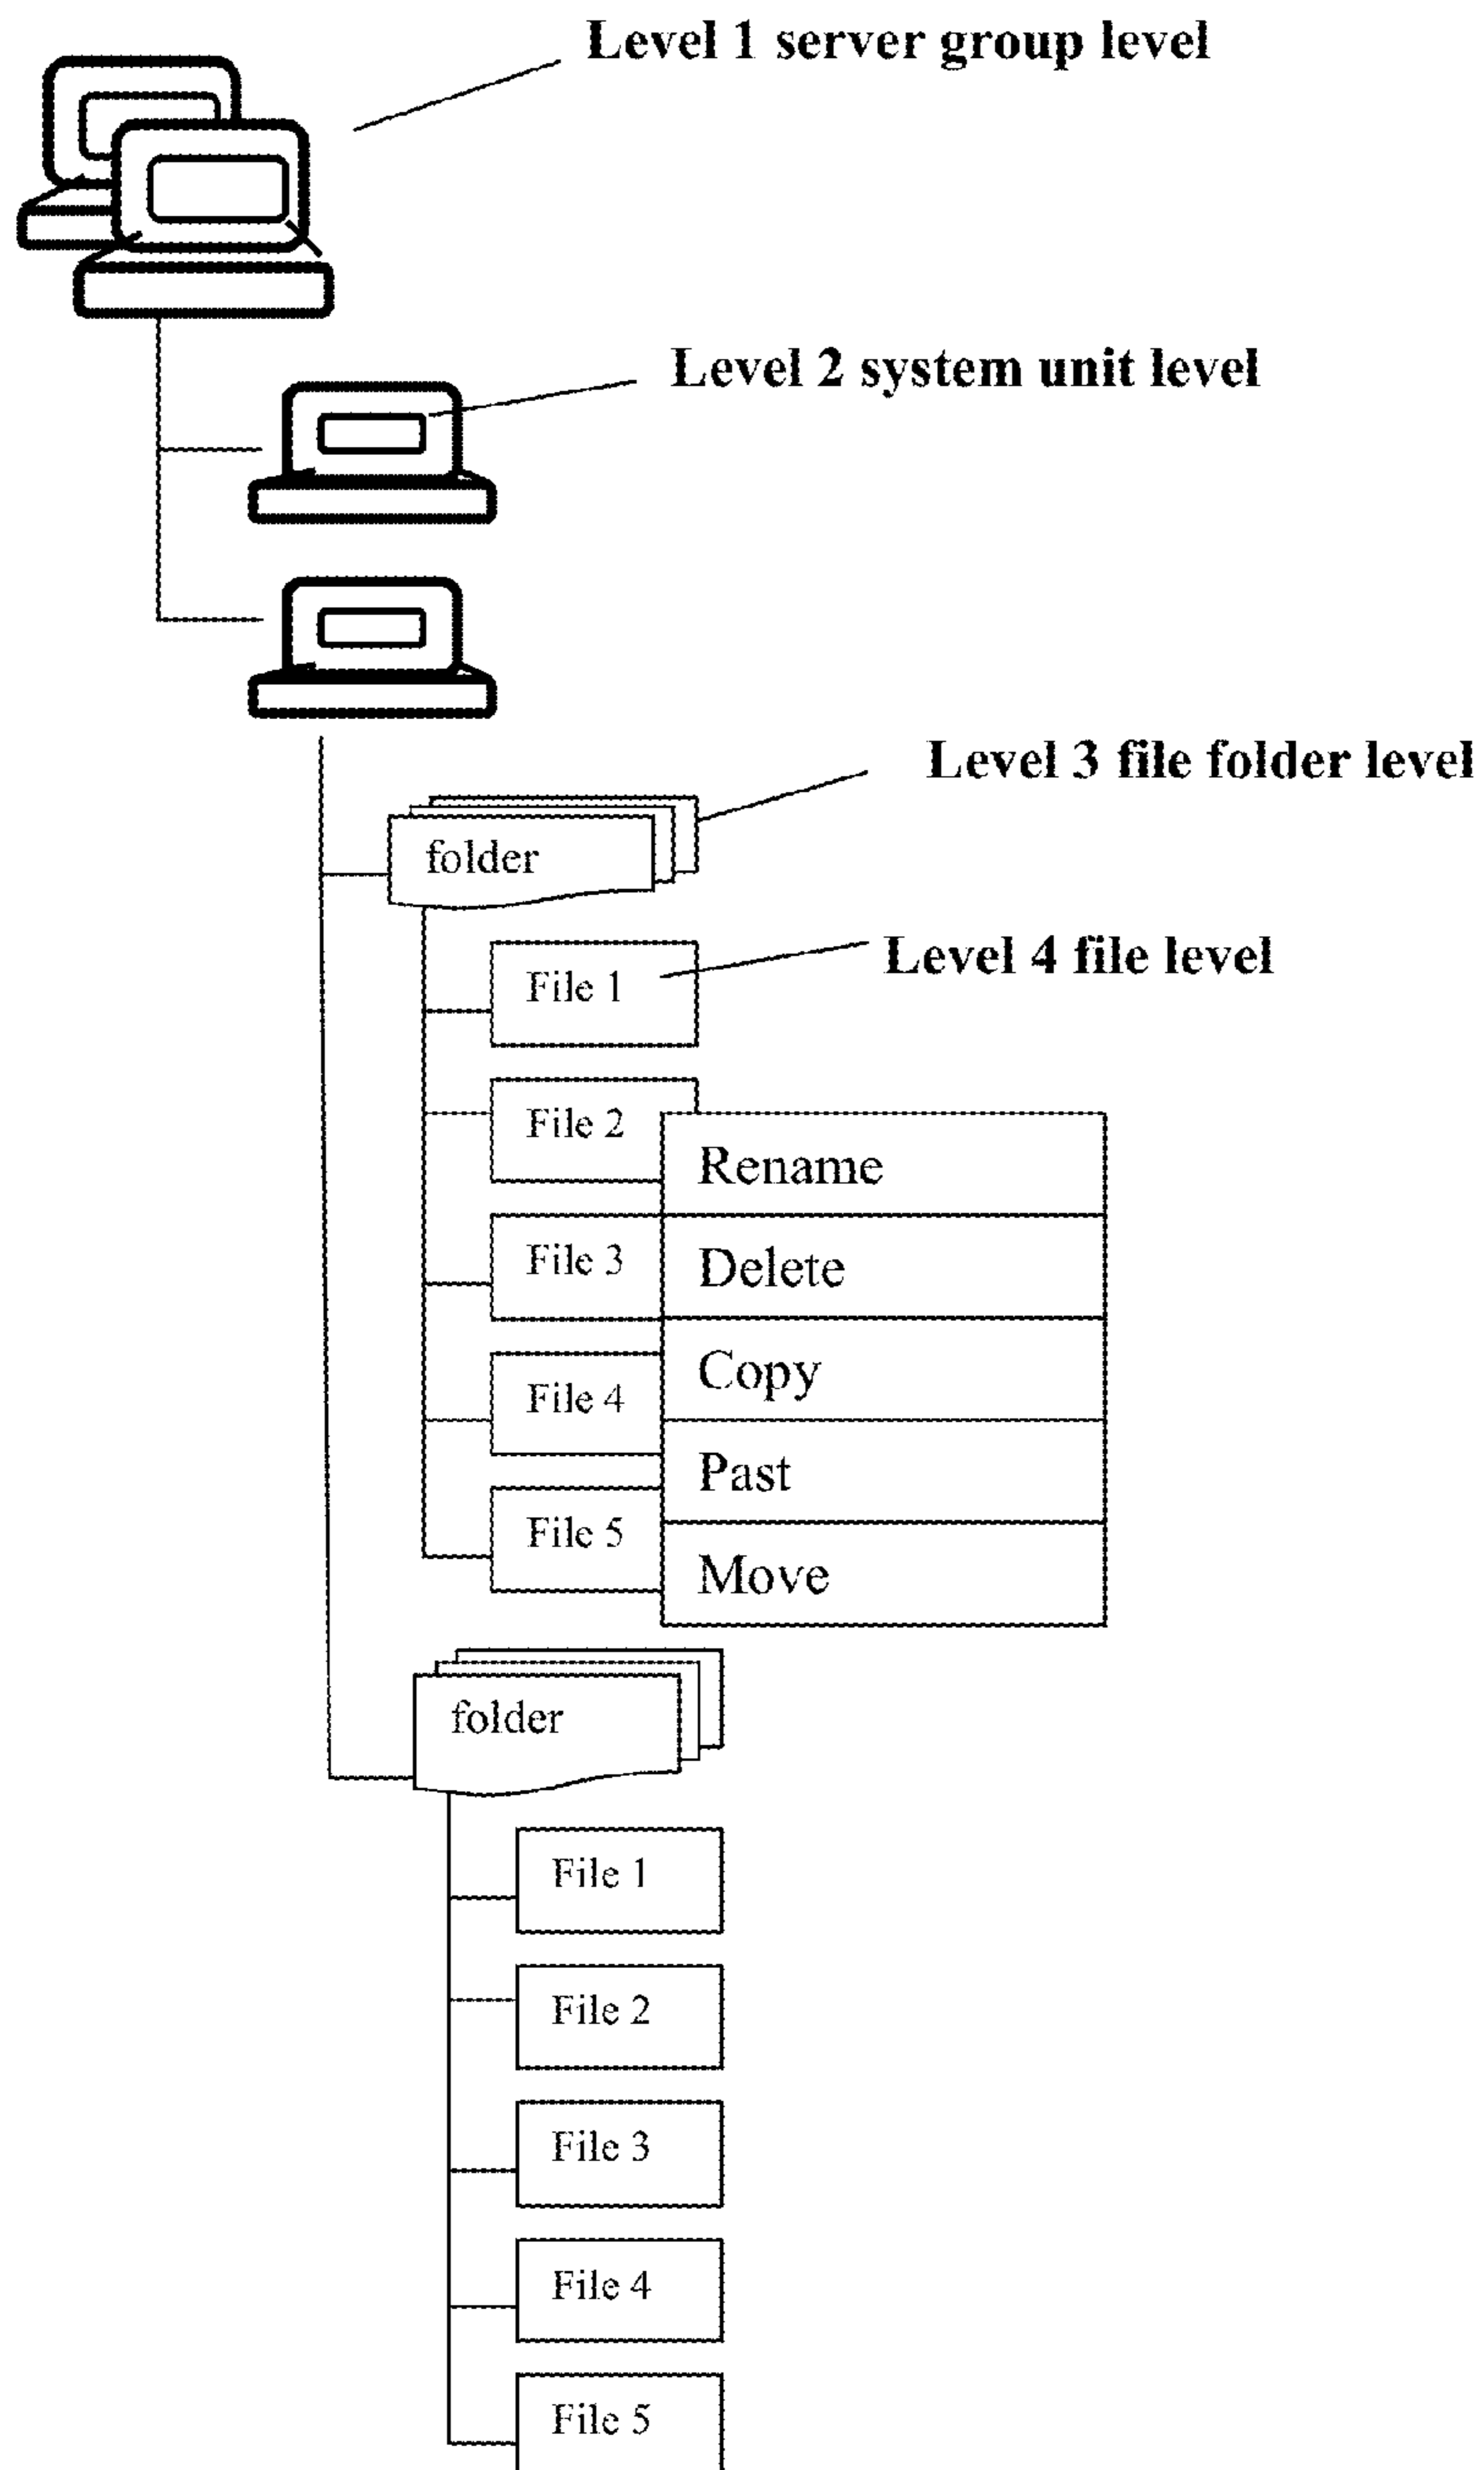 Level 1 server group level
Level 2 system unit level
Level 3 file folder level
folder
Level 4 file level
File 1
File 2
Rename
File 3
Delete
File 4
Copy
Past
File 5
Move
folder
File 1
File 2
File 3
File 4
File 5